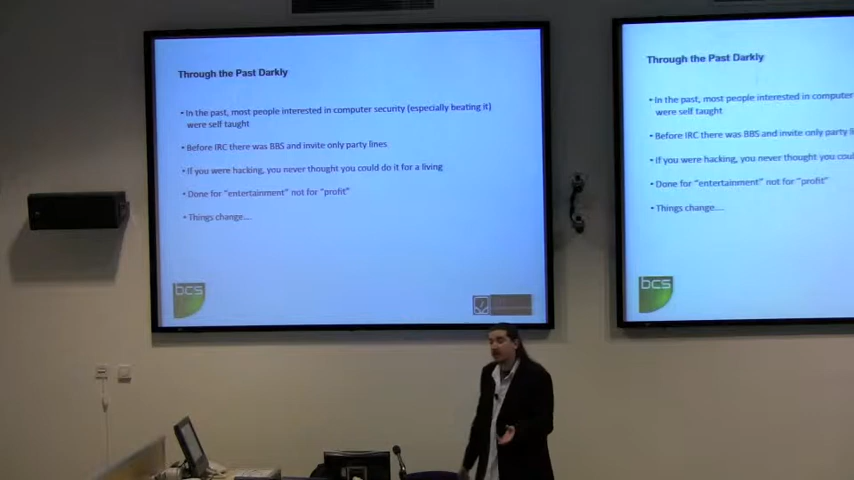 Through the Past Darkly
• In the past, most people interested in computer security (especially beating it)
were self taught
• Before IRC there was BBS and invite only party lines
• If you were hacking, you never thought you could do it for a living
• Done for “entertainment” not for “profit”
• Things change....
bcs
Through the Past Darkly
• In the past, most people interested in computer
were self taught
• Before IRC there was BBS and invite only party li
• If you were hacking, you never thought you coul
• Done for “entertainment” not for “profit”
• Things change....
bcs